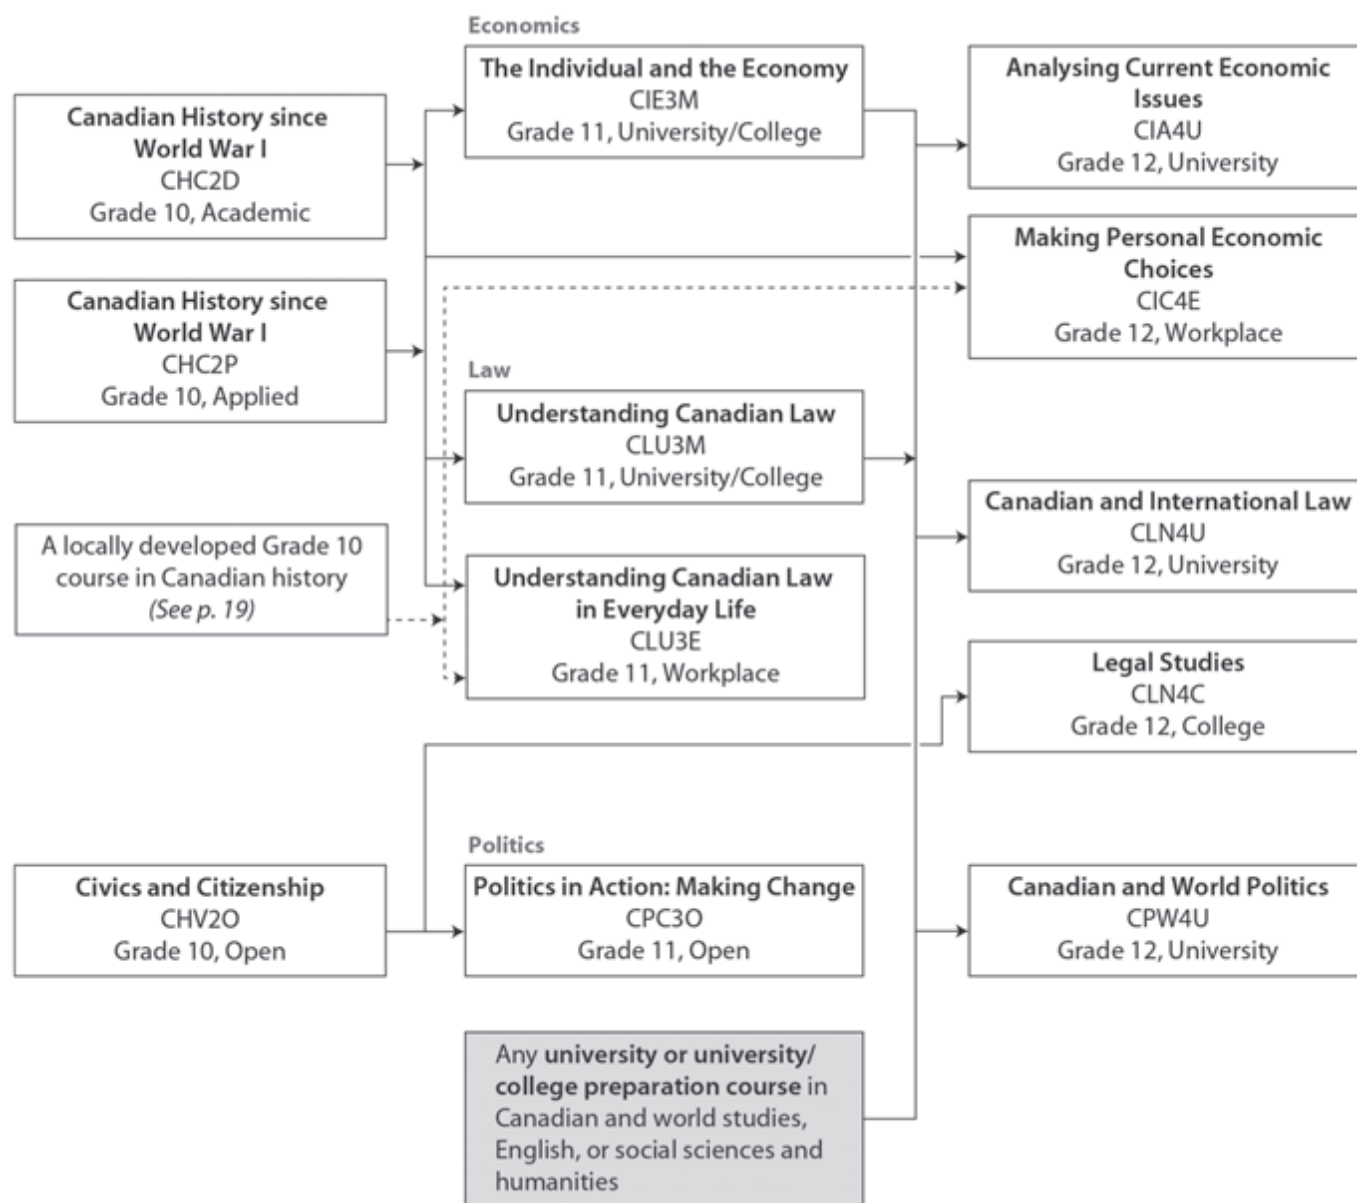 Economics
The Individual and the Economy
CIE3M
Grade 11, University/College
Analysing Current Economic
Issues
CIA4U
Grade 12, University
Canadian History since
World War I
CHC2D
Grade 10, Academic
Making Personal Economic
Choices
CIC4E
Grade 12, Workplace
Canadian History since
World War I
CHC2P
Grade 10, Applied
Law
Understanding Canadian Law
CLU3M
Grade 11, University/College
Canadian and International Law
CLN4U
Grade 12, University
A locally developed Grade 10
course in Canadian history
(See p. 19)
Understanding Canadian Law
in Everyday Life
CLU3E
Grade 11, Workplace
Legal Studies
CLN4C
Grade 12, College
Politics
Civics and Citizenship
CHV2O
Grade 10, Open
Politics in Action: Making Change
CPC3O
Grade 11, Open
Canadian and World Politics
CPW4U
Grade 12, University
Any university or university/
college preparation course in
Canadian and world studies,
English, or social sciences and
humanities